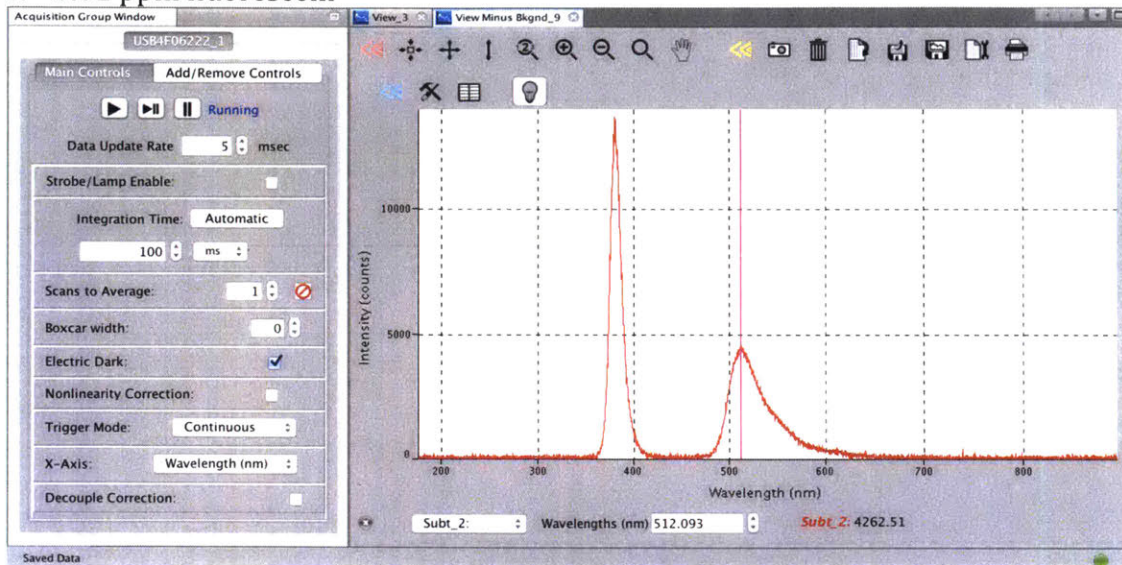 ppm fluorescein
Acquisition Group Window
USB4F06222_1
Main Controls Add/Remove Controls
Running
Data Update Rate 5 msec
Strobe/Lamp Enable:
Integration Time: Automatic
100 ms
Scans to Average: 1
Boxcar width: 0
Electric Dark:
Nonlinearity Correction:
Trigger Mode: Continuous
X-Axis: Wavelength (nm)
Decouple Correction:
Saved Data
View_3 View Minus Bkgnd_9
2
Intensity (counts)
10000
5000
0
200 300 400 500 600 700 800
Wavelength (nm)
Subt_2: Wavelengths (nm) 512.093 Subt_2: 4262.51